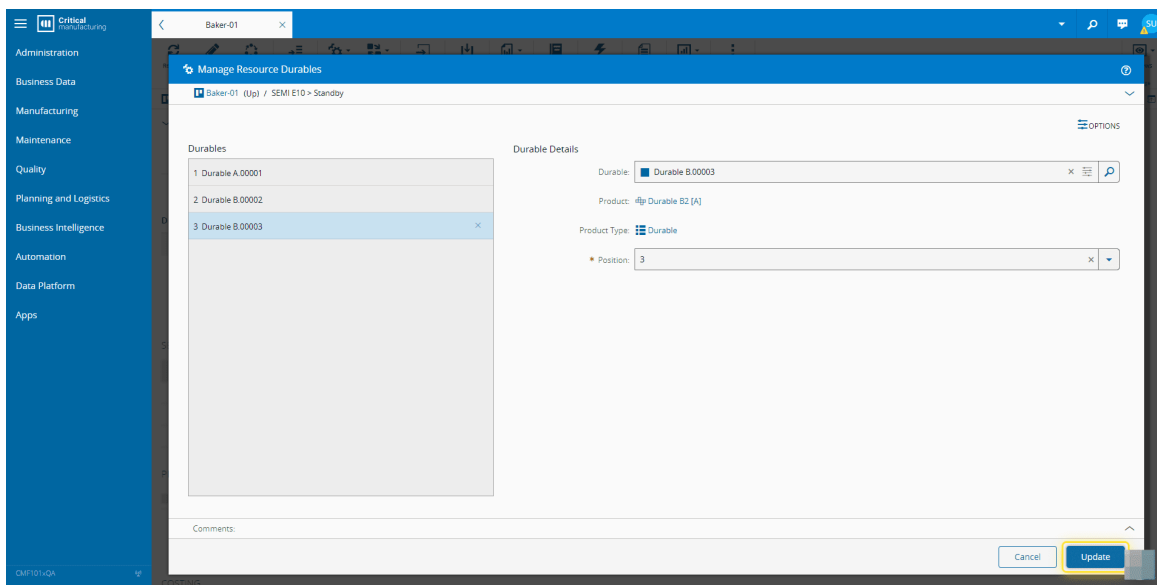 Critical manufacturing
Baker-01
SU
Administration
Business Data
Manufacturing
Maintenance
Quality
Planning and Logistics
Business Intelligence
Automation
Data Platform
Apps
CMF101xQA
Manage Resource Durables
Baker-01 (Up) / SEMI E10 > Standby
OPTIONS
Durables
1 Durable A.00001
2 Durable B.00002
3 Durable B.00003
Durable Details
Durable: Durable B.00003
Product: Durable B2 [A]
Product Type: Durable
* Position: 3
Comments:
Cancel
Update
COSTING